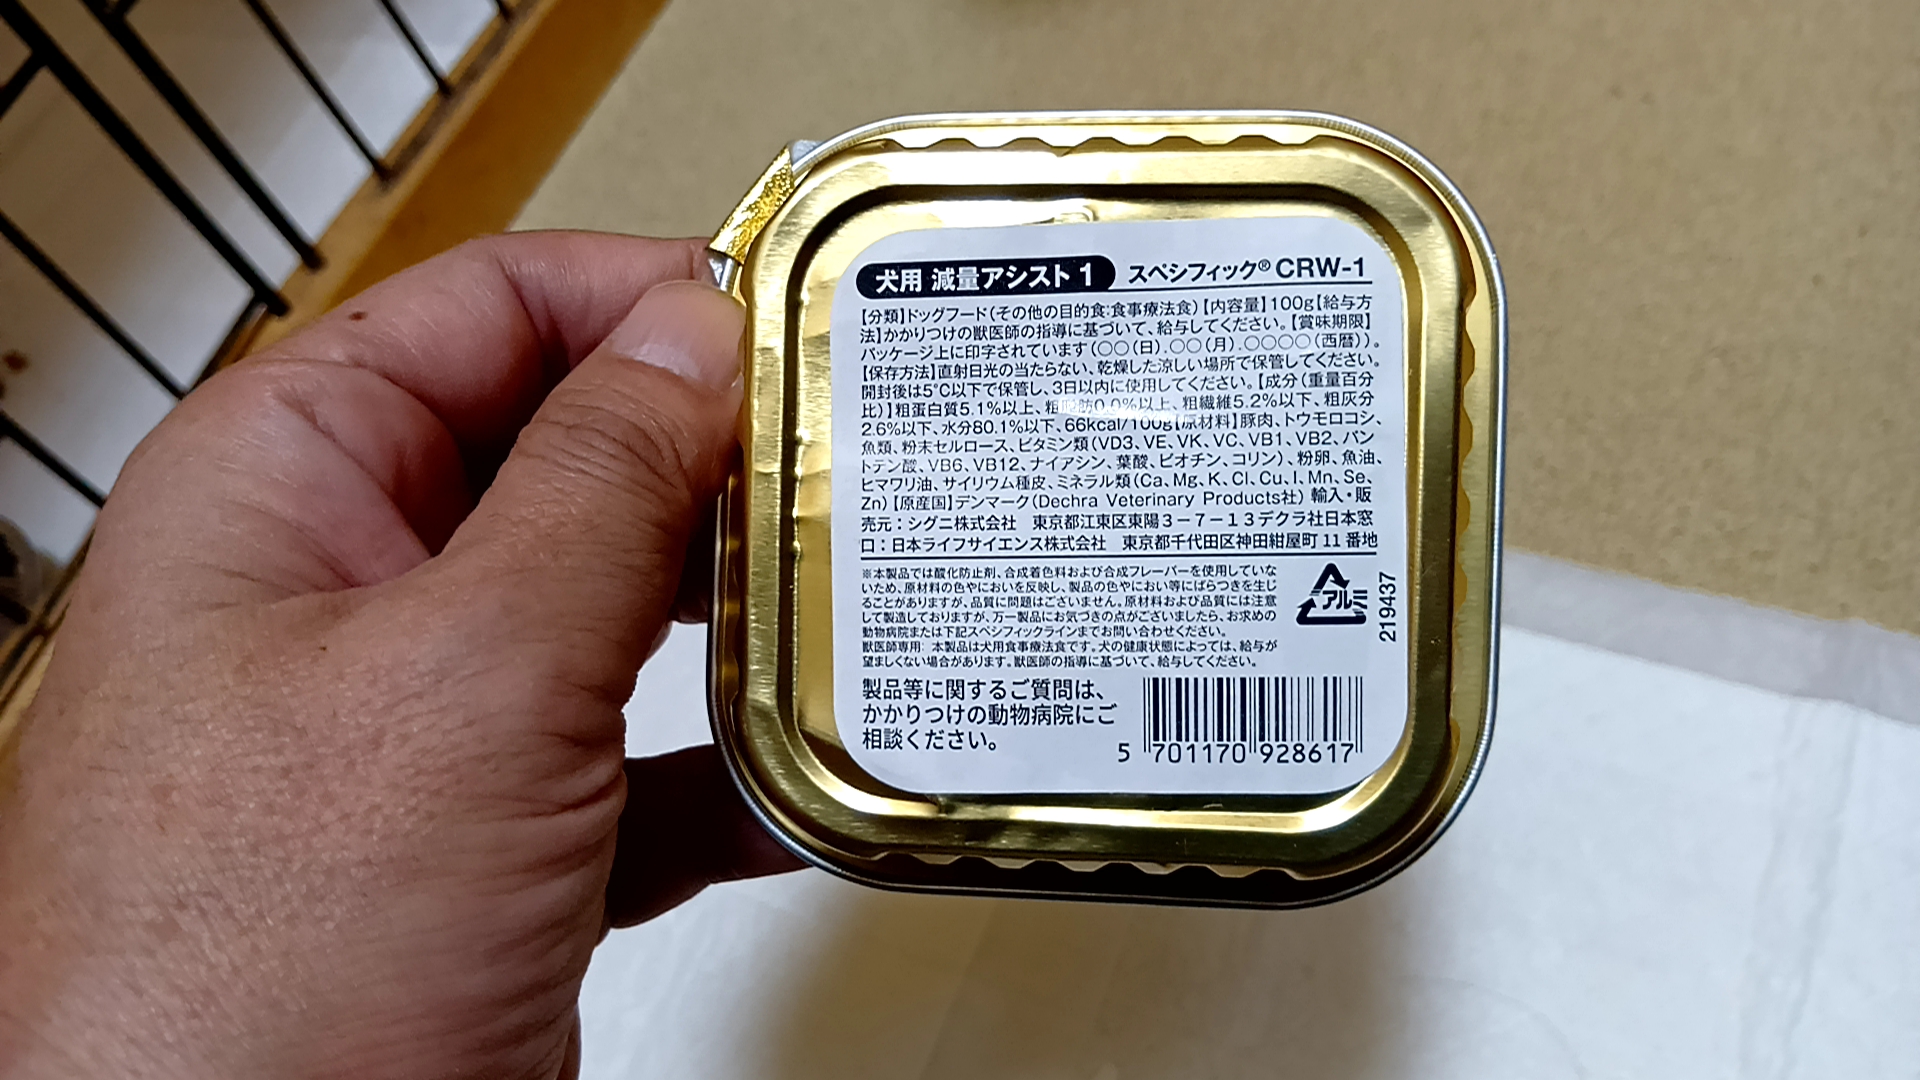 犬用 減量アシスト 1 スペシフィック® CRW-1
【分類】ドッグフード(その他の目的食:食事療法食)【内容量】100g【給与方
法】かかりつけの獣医師の指導に基づいて、給与してください。【賞味期限】
パッケージ上に印字されています(○○(日).○○(月).○○○○(西暦))。
【保存方法】直射日光の当たらない、乾燥した涼しい場所で保管してください。
開封後は5℃以下で保管し、3日以内に使用してください。【成分(重量百分
比)】粗蛋白質5.1%以上、粗脂肪%以上、粗繊維5.2%以下、粗灰分
2.6%以下、水分80.1%以下、66kcal/100g【原材料】豚肉、トウモロコシ、
魚類、粉末セルロース、ビタミン類(VD3、VE、VK、VC、VB1、VB2、パン
トテン酸、VB6、VB12、ナイアシン、葉酸、ビオチン、コリン)、粉卵、魚油、
ヒマワリ油、サイリウム種皮、ミネラル類(Ca、Mg、K、Cl、Cu、I、Mn、Se、
Zn)【原産国】デンマーク(Dechra Veterinary Products社) 輸入・販
売元:シグニ株式会社 東京都江東区東陽3-7-13デクラ社日本窓
口:日本ライフサイエンス株式会社 東京都千代田区神田紺屋町 11 番地
※本製品では酸化防止剤、合成着色料および合成フレーバーを使用していな
いため、原材料の色やにおいを反映し、製品の色やにおい等にばらつきを生じ
ることがありますが、品質に問題はございません。原材料および品質には注意
して製造しておりますが、万一製品にお気づきの点がございましたら、お求めの
動物病院または下記スペシフィックラインまでお問い合わせください。
獣医師専用: 本製品は犬用食事療法食です。犬の健康状態によっては、給与が
望ましくない場合があります。獣医師の指導に基づいて、給与してください。
アルミ
219437
製品等に関するご質問は、
かかりつけの動物病院にご
相談ください。
5 701170 928617